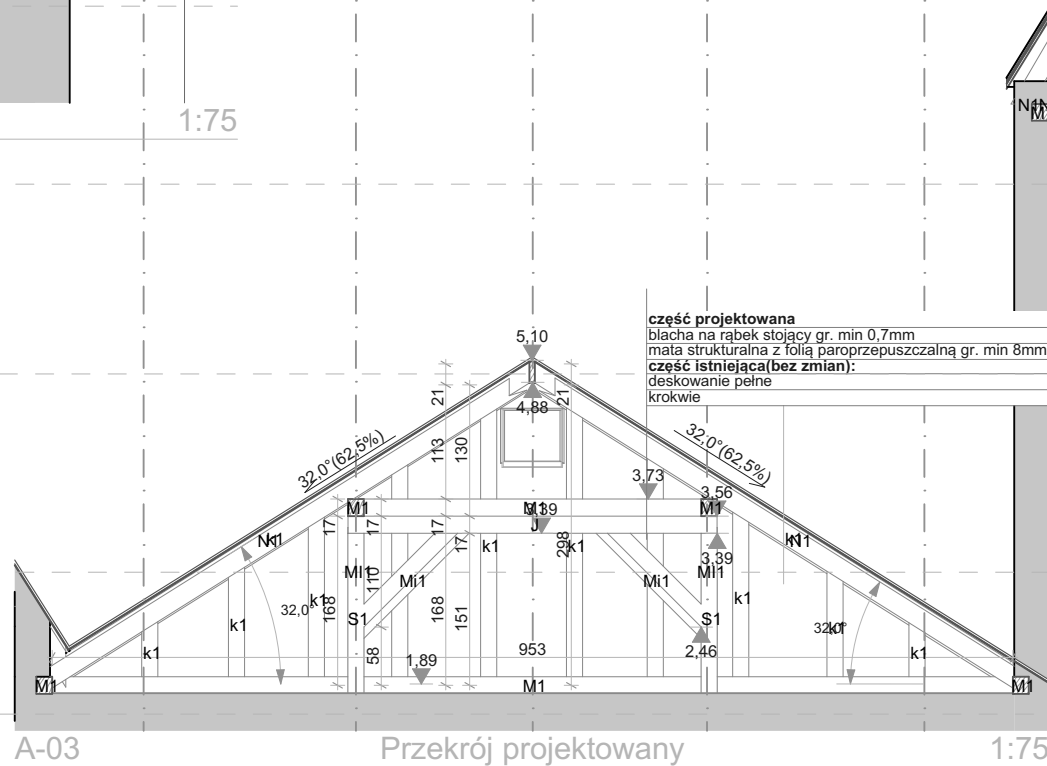 1:75
część projektowana
blacha na rąbek stojący gr. min 0,7mm
mata strukturalna z folią paroprzepuszczalną gr. min 8mm
część istniejąca(bez zmian):
deskowanie pełne
krokwie
5,10
4,88
21
21
113
130
32,0°(62,5%)
32,0°(62,5%)
3,73
3,56
M1
M1
3,39
J
17
17
17
17
298
k1
k1
3,39
N1
110
Mi1
Mi1
k1
k1
168
168
151
32,0°
S1
S1
k1
k1
k1
58
1,89
953
2,46
M1
M1
M1
A-03
Przekrój projektowany
1:75